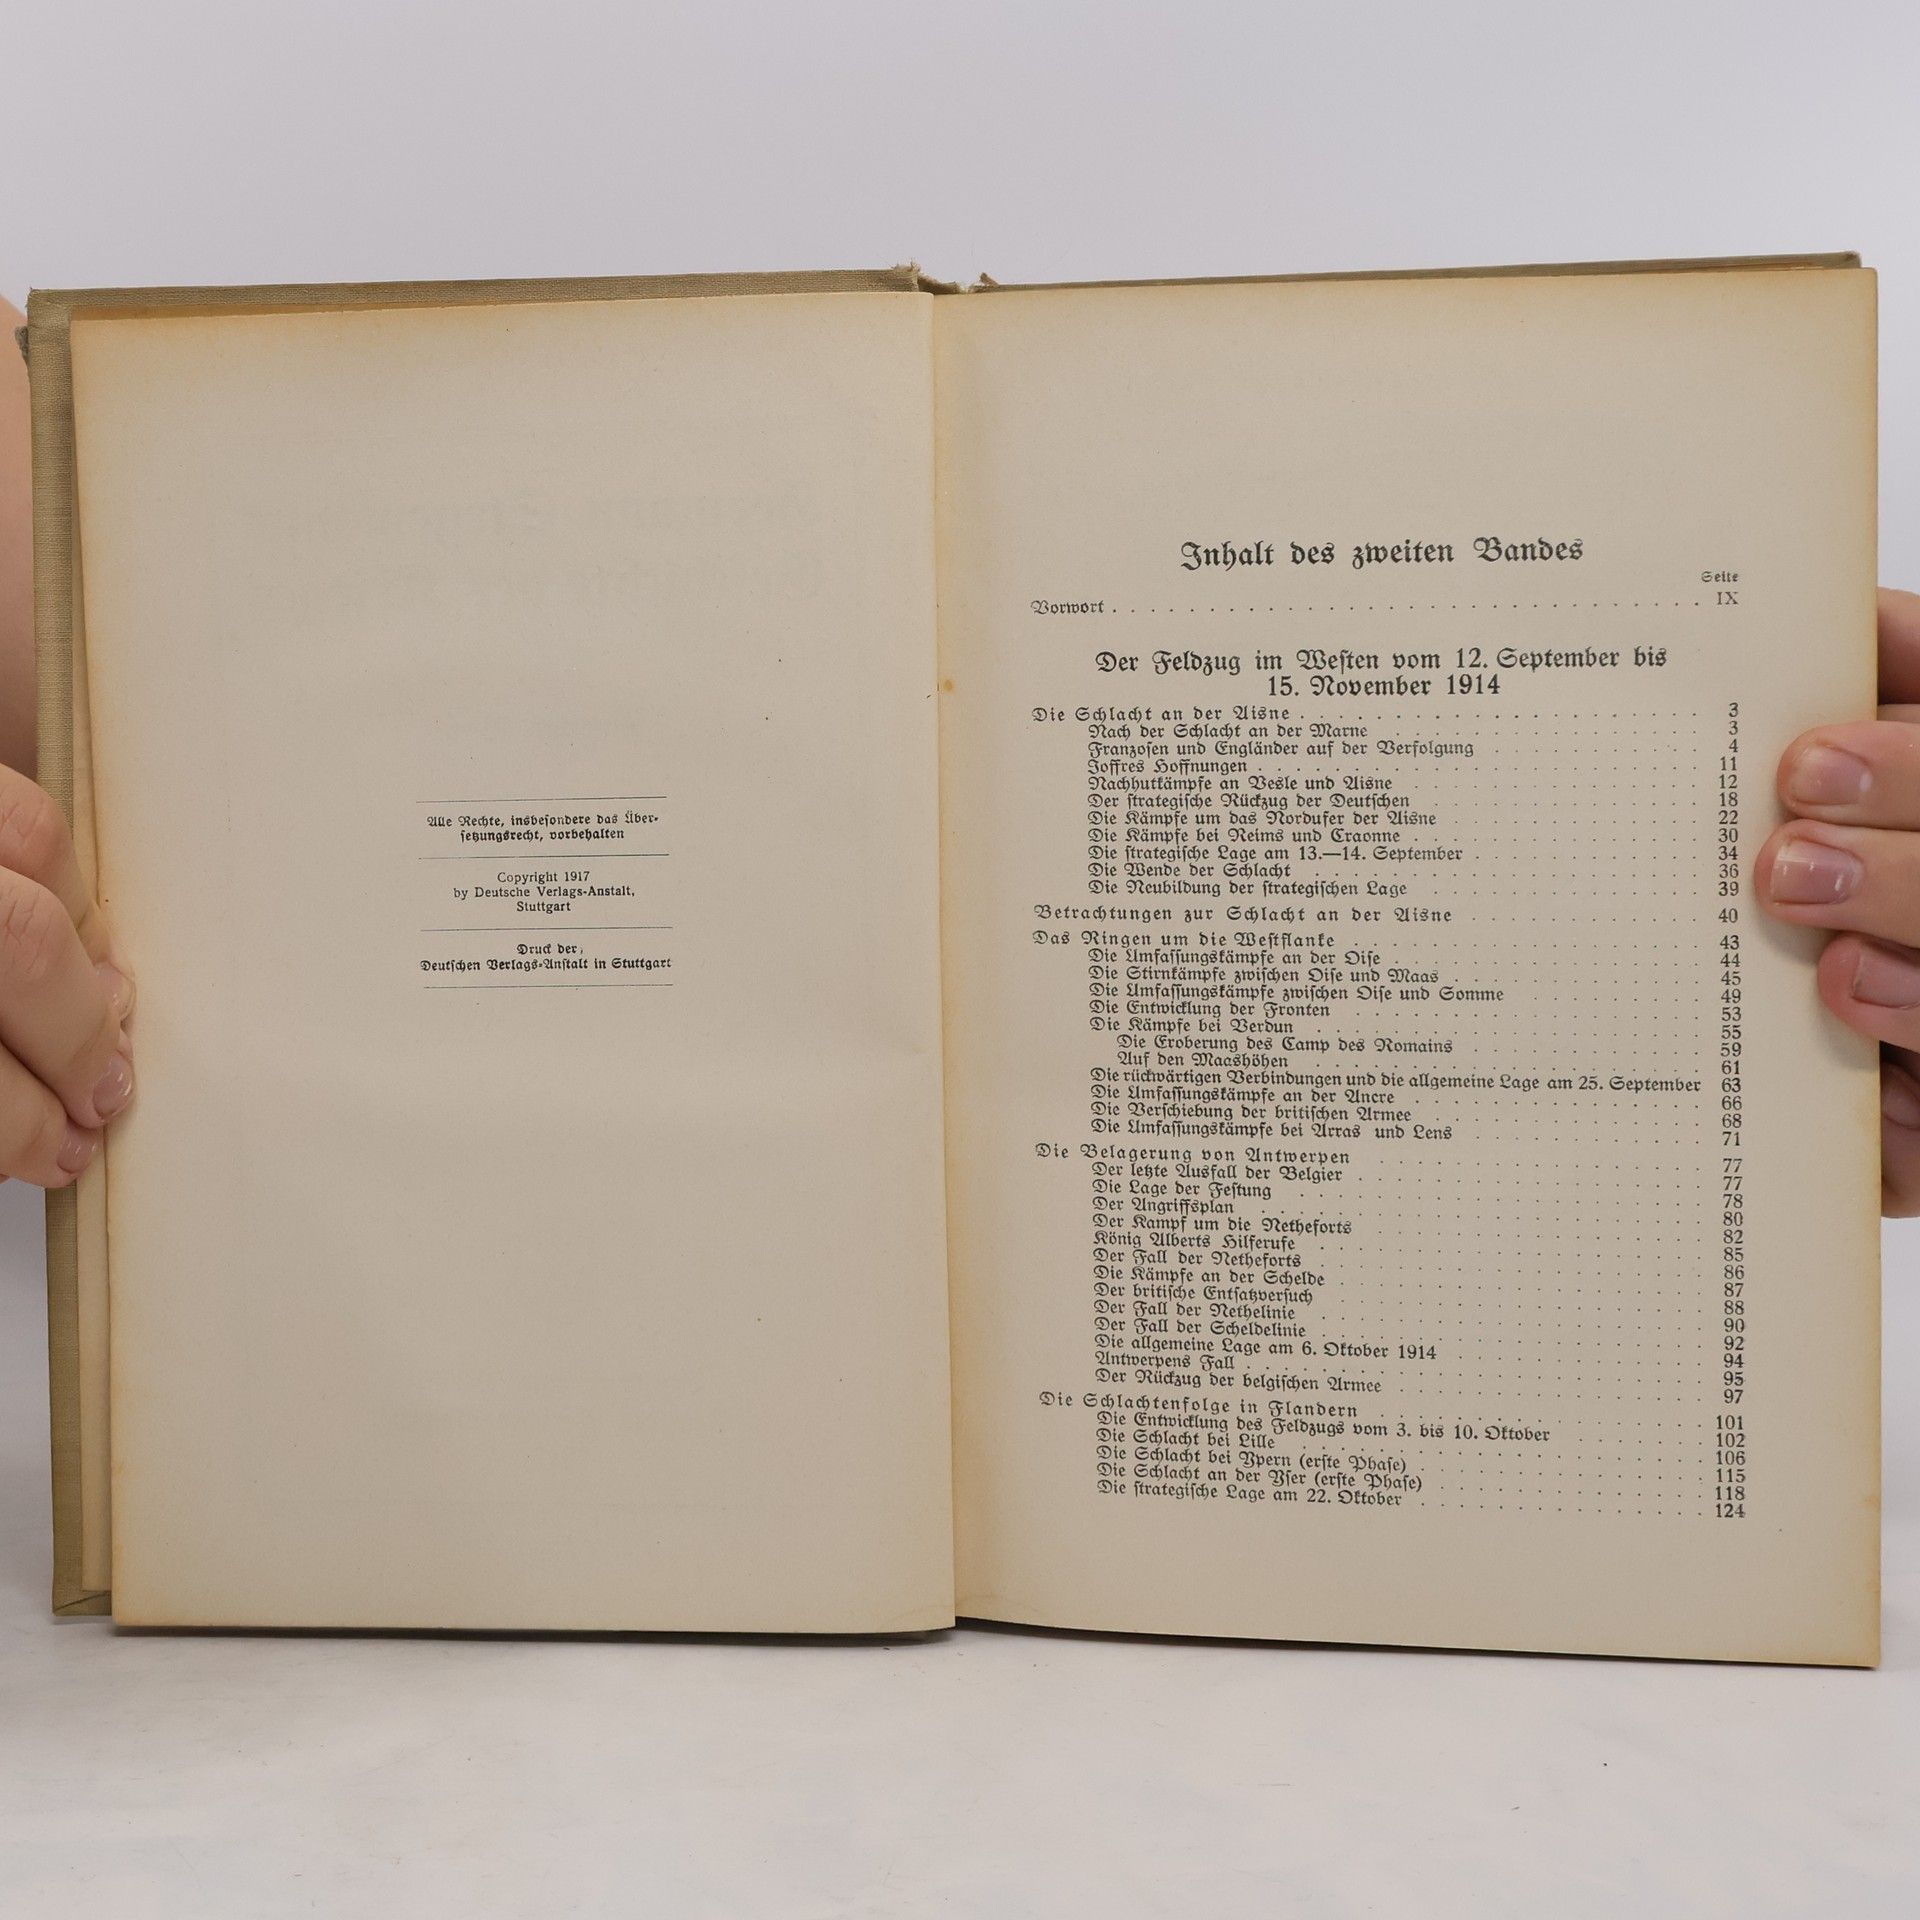 Alle Rechte, insbesondere das Über-
setzungsrecht, vorbehalten
Copyright 1917
by Deutsche Verlags-Anstalt,
Stuttgart
Druck der
Deutschen Verlags-Anstalt in Stuttgart
Inhalt des zweiten Bandes
Seite
Vorwort . . . . . IX
Der Feldzug im Westen vom 12. September bis
15. November 1914
Die Schlacht an der Aisne . . . . . 3
Nach der Schlacht an der Marne . . . . . 3
Franzosen und Engländer auf der Verfolgung . . . . . 4
Joffres Hoffnungen . . . . . 11
Nachhutkämpfe an Vesle und Aisne . . . . . 12
Der strategische Rückzug der Deutschen . . . . . 18
Die Kämpfe um das Nordufer der Aisne . . . . . 22
Die Kämpfe bei Reims und Craonne . . . . . 30
Die strategische Lage am 13.—14. September . . . . . 34
Die Wende der Schlacht . . . . . 36
Die Neubildung der strategischen Lage . . . . . 39
Betrachtungen zur Schlacht an der Aisne . . . . . 40
Das Ringen um die Westflanke . . . . . 43
Die Umfassungskämpfe an der Oise . . . . . 44
Die Stirnkämpfe zwischen Oise und Maas . . . . . 45
Die Umfassungskämpfe zwischen Oise und Somme . . . . . 49
Die Entwicklung der Fronten . . . . . 53
Die Kämpfe bei Verdun . . . . . 55
Die Eroberung des Camp des Romains . . . . . 59
Auf den Maashöhen . . . . . 61
Die rückwärtigen Verbindungen und die allgemeine Lage am 25. September 63
Die Umfassungskämpfe an der Ancre . . . . . 66
Die Verschiebung der britischen Armee . . . . . 68
Die Umfassungskämpfe bei Arras und Lens . . . . . 71
Die Belagerung von Antwerpen . . . . . 77
Der letzte Ausfall der Belgier . . . . . 77
Die Lage der Festung . . . . . 78
Der Angriffsplan . . . . . 80
Der Kampf um die Netheforts . . . . . 82
König Alberts Hilferufe . . . . . 85
Der Fall der Netheforts . . . . . 86
Die Kämpfe an der Schelde . . . . . 87
Der britische Entsatzversuch . . . . . 88
Der Fall der Nethelinie . . . . . 90
Der Fall der Scheldelinie . . . . . 92
Die allgemeine Lage am 6. Oktober 1914 . . . . . 94
Antwerpens Fall . . . . . 95
Der Rückzug der belgischen Armee . . . . . 97
Die Schlachtenfolge in Flandern . . . . . 101
Die Entwicklung des Feldzugs vom 3. bis 10. Oktober . . . . . 102
Die Schlacht bei Lille . . . . . 106
Die Schlacht bei Ypern (erste Phase) . . . . . 115
Die Schlacht an der Yser (erste Phase) . . . . . 118
Die strategische Lage am 22. Oktober . . . . . 124